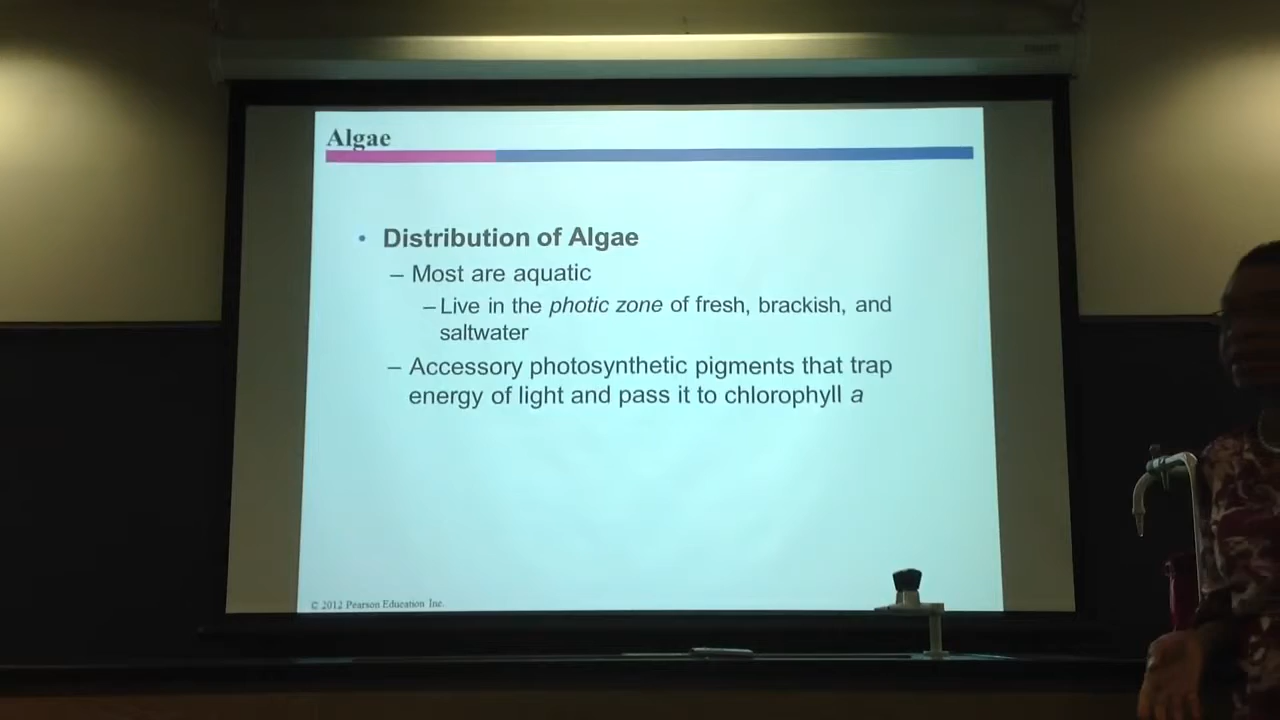 Algae
• Distribution of Algae
– Most are aquatic
– Live in the photic zone of fresh, brackish, and
saltwater
– Accessory photosynthetic pigments that trap
energy of light and pass it to chlorophyll a
© 2012 Pearson Education Inc.